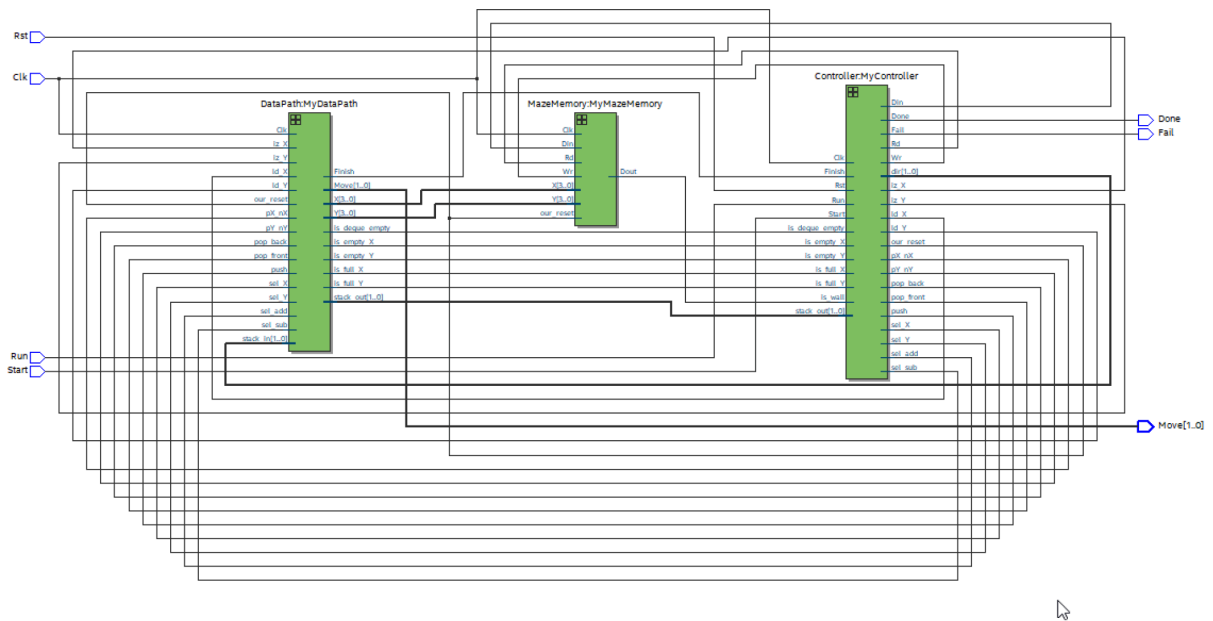 Rst
Clk
Run
Start
DataPath:MyDataPath
Clk
iz_X
iz_Y
ld_X
ld_Y
our_reset
pX_nX
pY_nY
pop_back
pop_front
push
sel_X
sel_Y
sel_add
sel_sub
stack_in[1..0]
Finish
Move[1..0]
X[3..0]
Y[3..0]
is_deque_empty
is_empty_X
is_empty_Y
is_full_X
is_full_Y
stack_out[1..0]
MazeMemory:MyMazeMemory
Clk
Din
Rd
Wr
X[3..0]
Y[3..0]
our_reset
Dout
Controller:MyController
Clk
Finish
Rst
Run
Start
is_deque_empty
is_empty_X
is_empty_Y
is_full_X
is_full_Y
is_wall
stack_out[1..0]
Din
Done
Fail
Rd
Wr
dir[1..0]
iz_X
iz_Y
ld_X
ld_Y
our_reset
pX_nX
pY_nY
pop_back
pop_front
push
sel_X
sel_Y
sel_add
sel_sub
Done
Fail
Move[1..0]